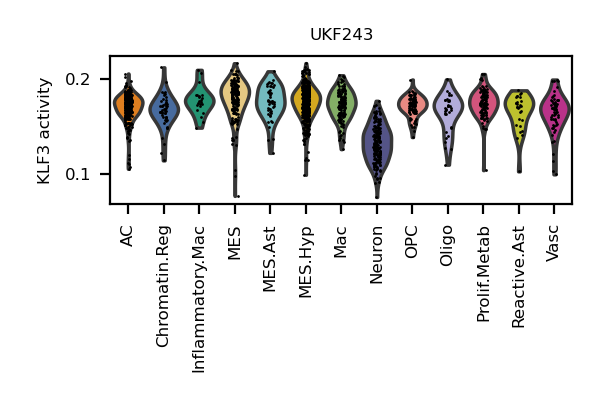 UKF243
KLF3 activity
0.2
0.1
AC
Chromatin.Reg
Inflammatory.Mac
MES
MES.Ast
MES.Hyp
Mac
Neuron
OPC
Oligo
Prolif.Metab
Reactive.Ast
Vasc